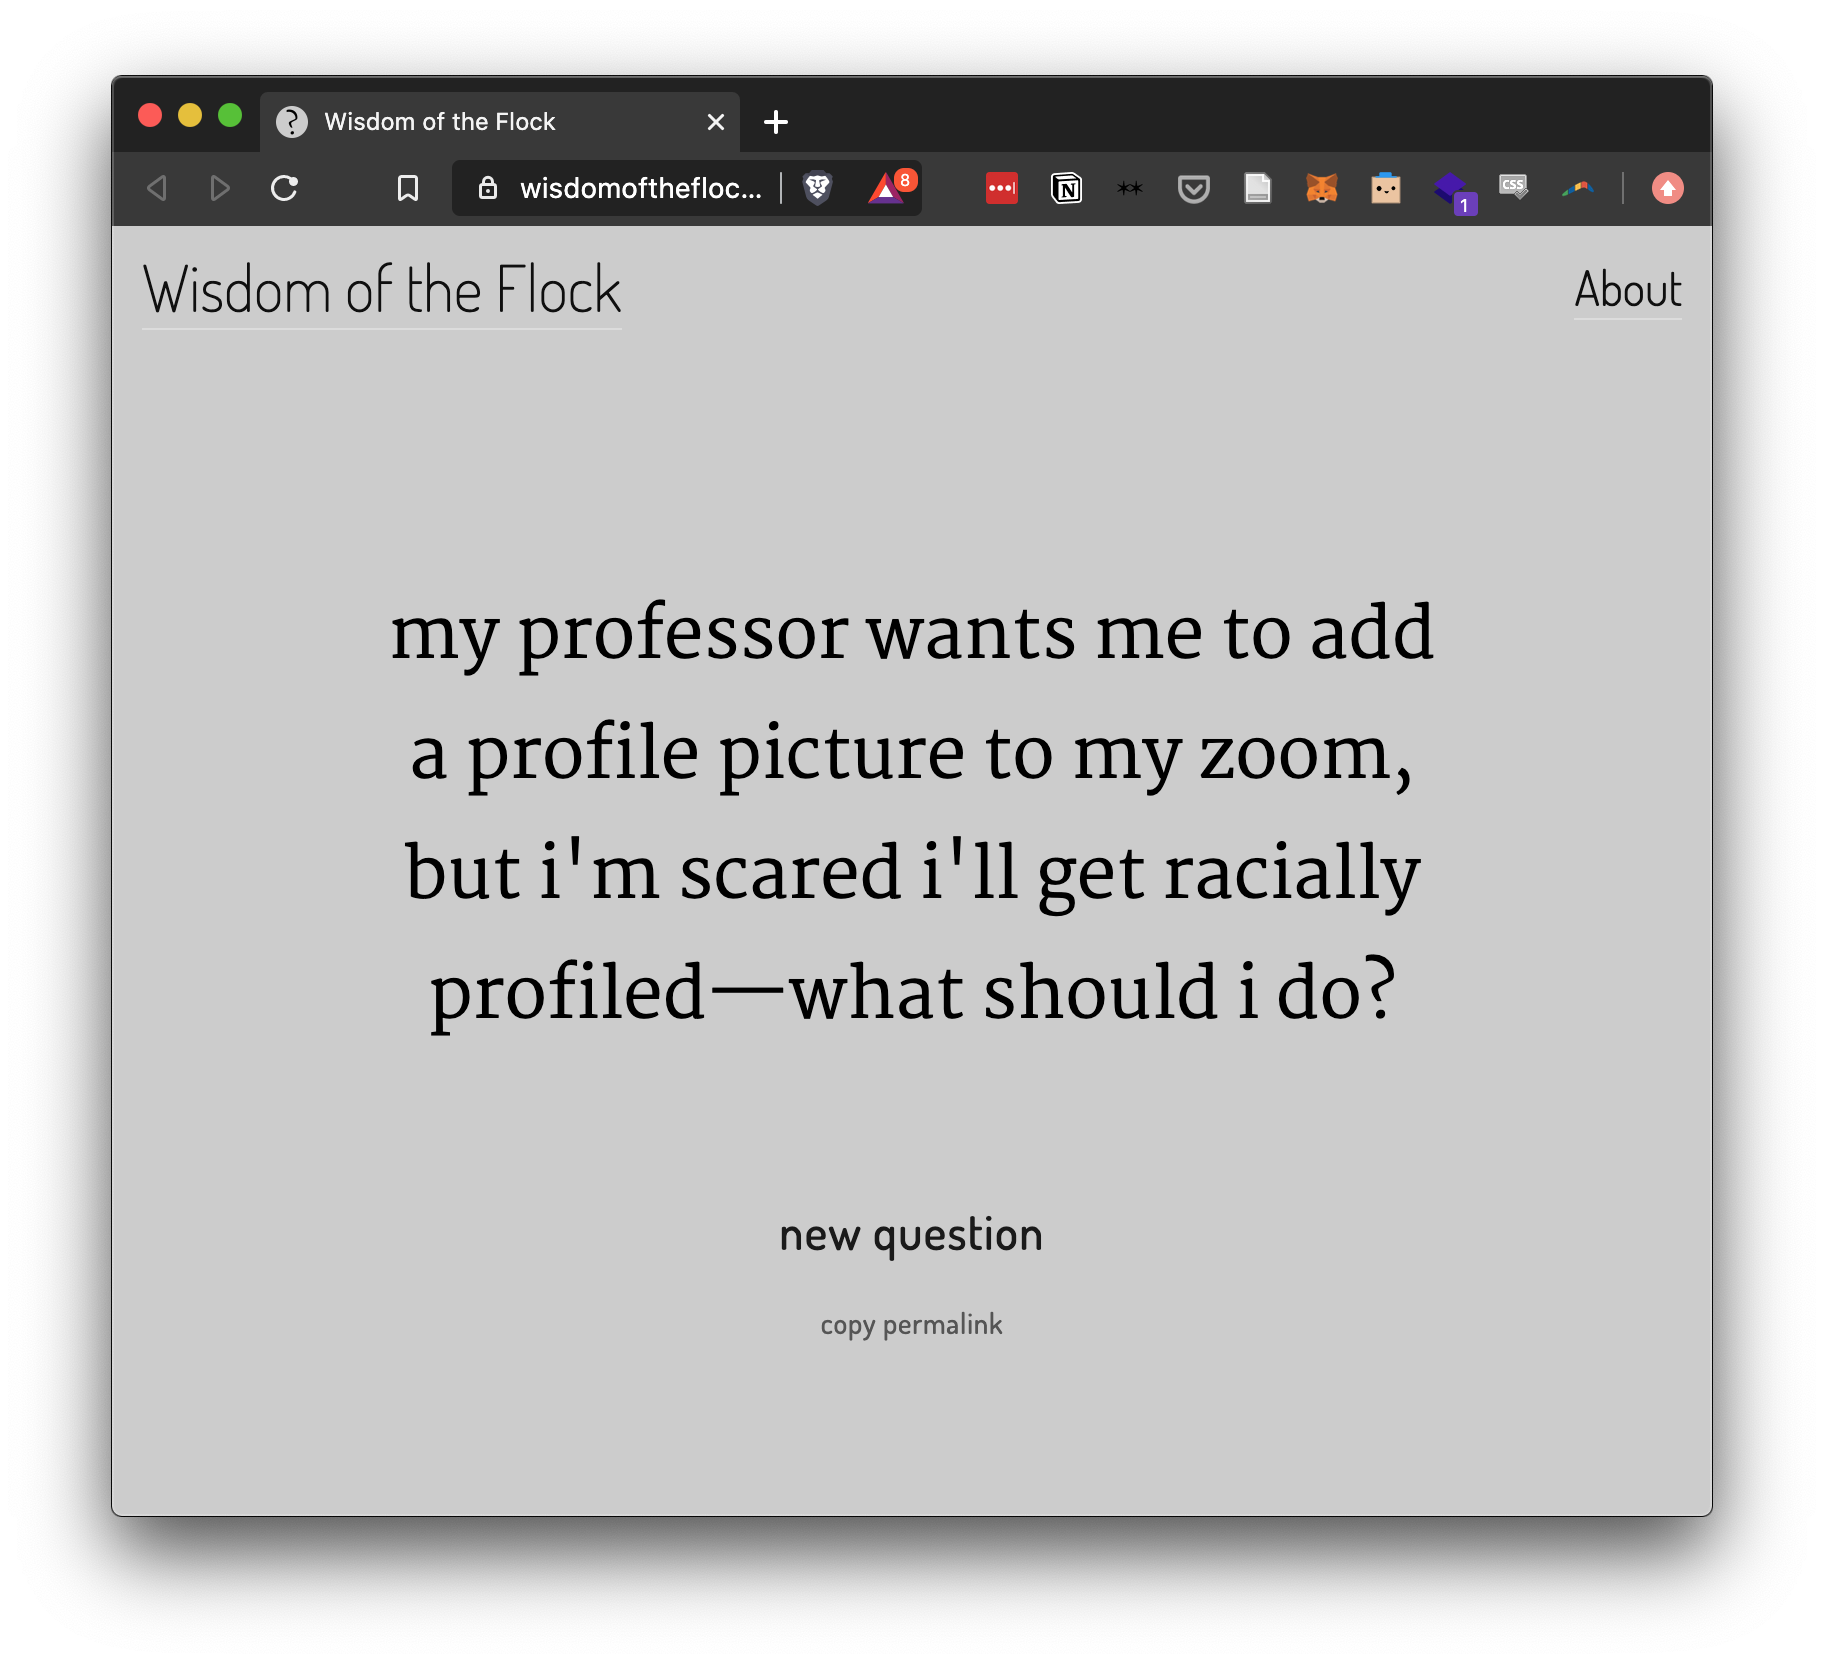 Wisdom of the Flock
wisdomofthefloc...
8
N
1
CSS
Wisdom of the Flock
About
my professor wants me to add
a profile picture to my zoom,
but i'm scared i'll get racially
profiled—what should i do?
new question
copy permalink